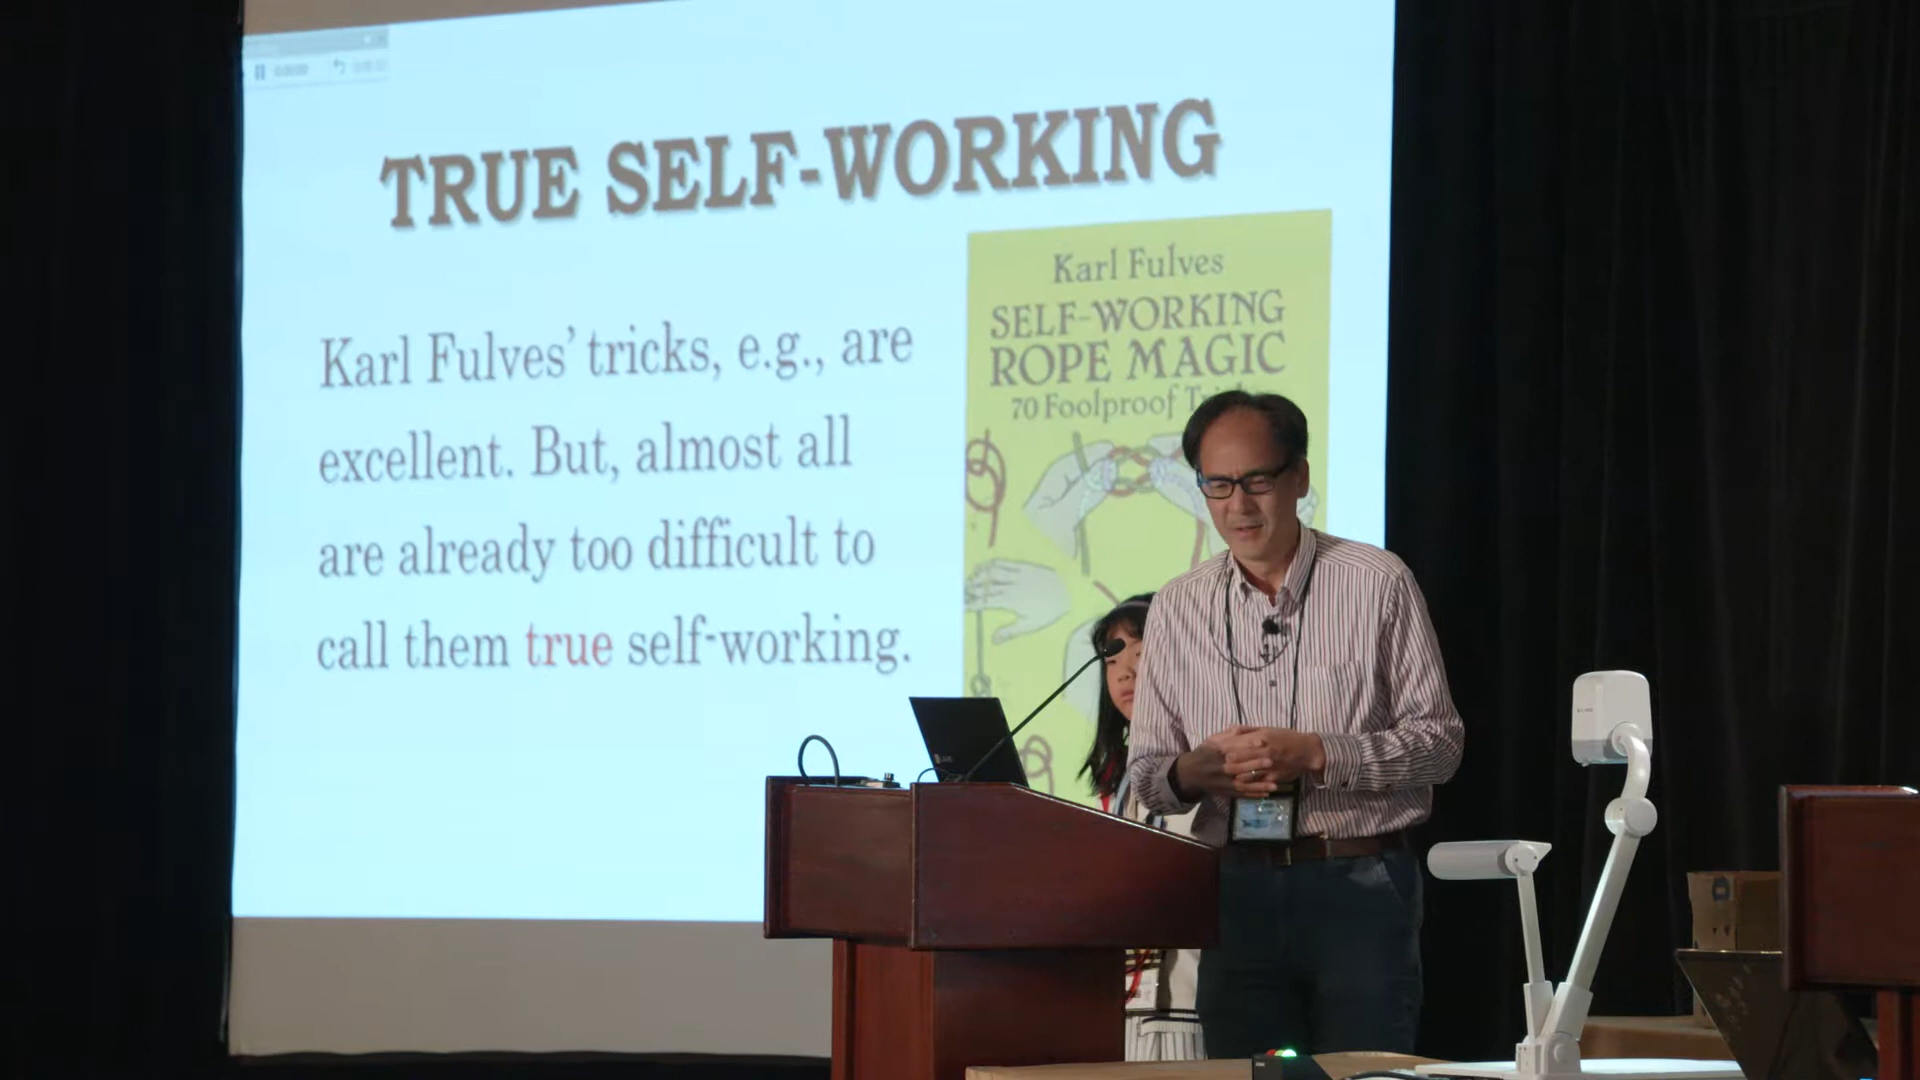 TRUE SELF-WORKING
Karl Fulves' tricks, e.g., are
excellent. But, almost all
are already too difficult to
call them true self-working.
Karl Fulves
SELF-WORKING
ROPE MAGIC
70 Foolproof